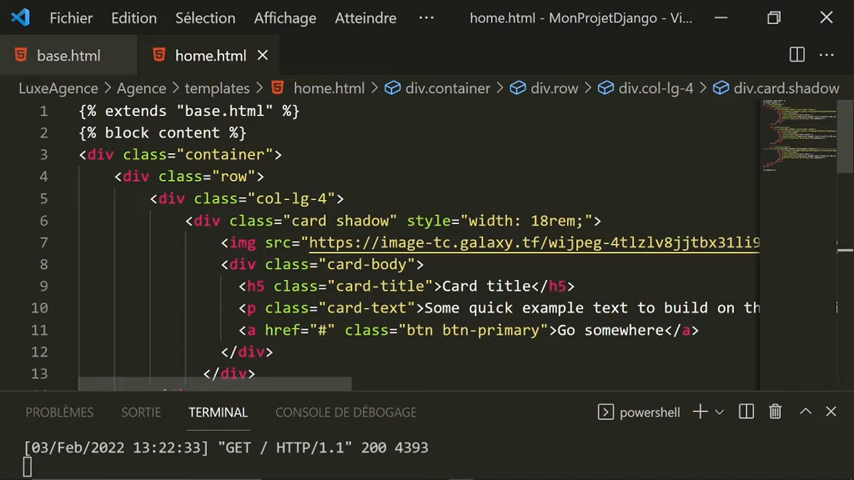 Fichier Edition Sélection Affichage Atteindre ··· home.html - MonProjetDjango - Vi...
base.html home.html
LuxeAgence > Agence > templates > home.html > div.container > div.row > div.col-lg-4 > div.card.shadow
1 {% extends "base.html" %}
2 {% block content %}
3 <div class="container">
4 <div class="row">
5 <div class="col-lg-4">
6 <div class="card shadow" style="width: 18rem;">
7 <img src="https://image-tc.galaxy.tf/wijpeg-4tlzlv8jjtbx31li9
8 <div class="card-body">
9 <h5 class="card-title">Card title</h5>
10 <p class="card-text">Some quick example text to build on th
11 <a href="#" class="btn btn-primary">Go somewhere</a>
12 </div>
13 </div>
PROBLÈMES SORTIE TERMINAL CONSOLE DE DÉBOGAGE powershell
[03/Feb/2022 13:22:33] "GET / HTTP/1.1" 200 4393